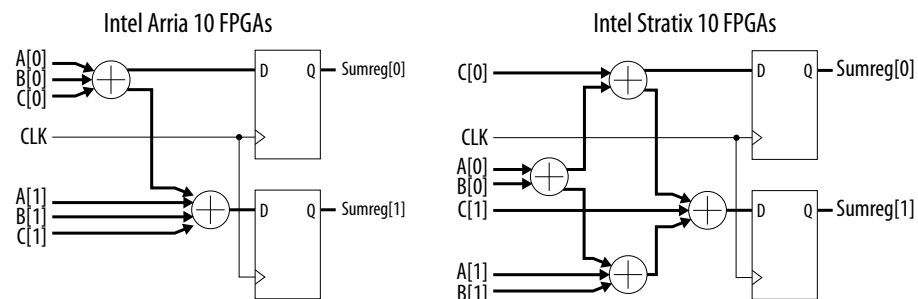 Intel Arria 10 FPGAs
A[0]
B[0]
C[0]
D Q
Sumreg[0]
CLK
A[1]
B[1]
C[1]
D Q
Sumreg[1]
Intel Stratix 10 FPGAs
C[0]
D Q
Sumreg[0]
CLK
A[0]
B[0]
C[1]
D Q
Sumreg[1]
A[1]
B[1]